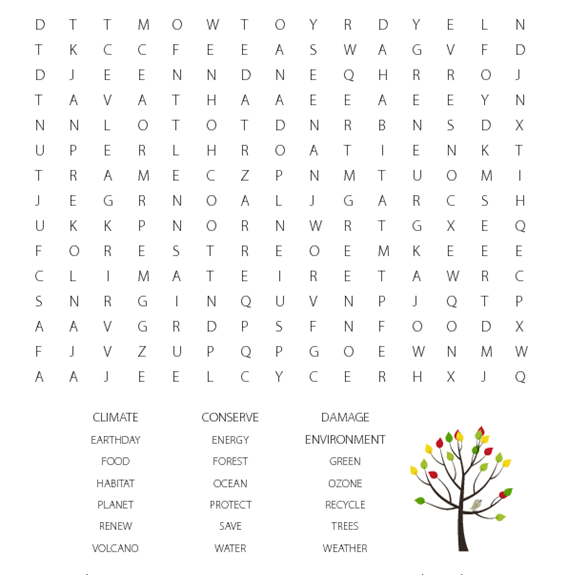 D T T M O W T O Y R D Y E L N
T K C C F E E A S W A G V F D
D J E E N N D N E Q H R R O J
T A V A T H A A E E A E E Y N
N N L O T O T D N R B N S D X
U P E R L H R O A T I E N K T
T R A M E C Z P N M T U O M I
J E G R N O A L J G A R C S H
U K K P N O R N W R T G X E Q
F O R E S T R E O E M K E E E
C L I M A T E I R E T A W R C
S N R G I N Q U V N P J Q T P
A A V G R D P S F N F O O D X
F J V Z U P Q P G O E W N M W
A A J E E L C Y C E R H X J Q
CLIMATE CONSERVE DAMAGE
EARTHDAY ENERGY ENVIRONMENT
FOOD FOREST GREEN
HABITAT OCEAN OZONE
PLANET PROTECT RECYCLE
RENEW SAVE TREES
VOLCANO WATER WEATHER